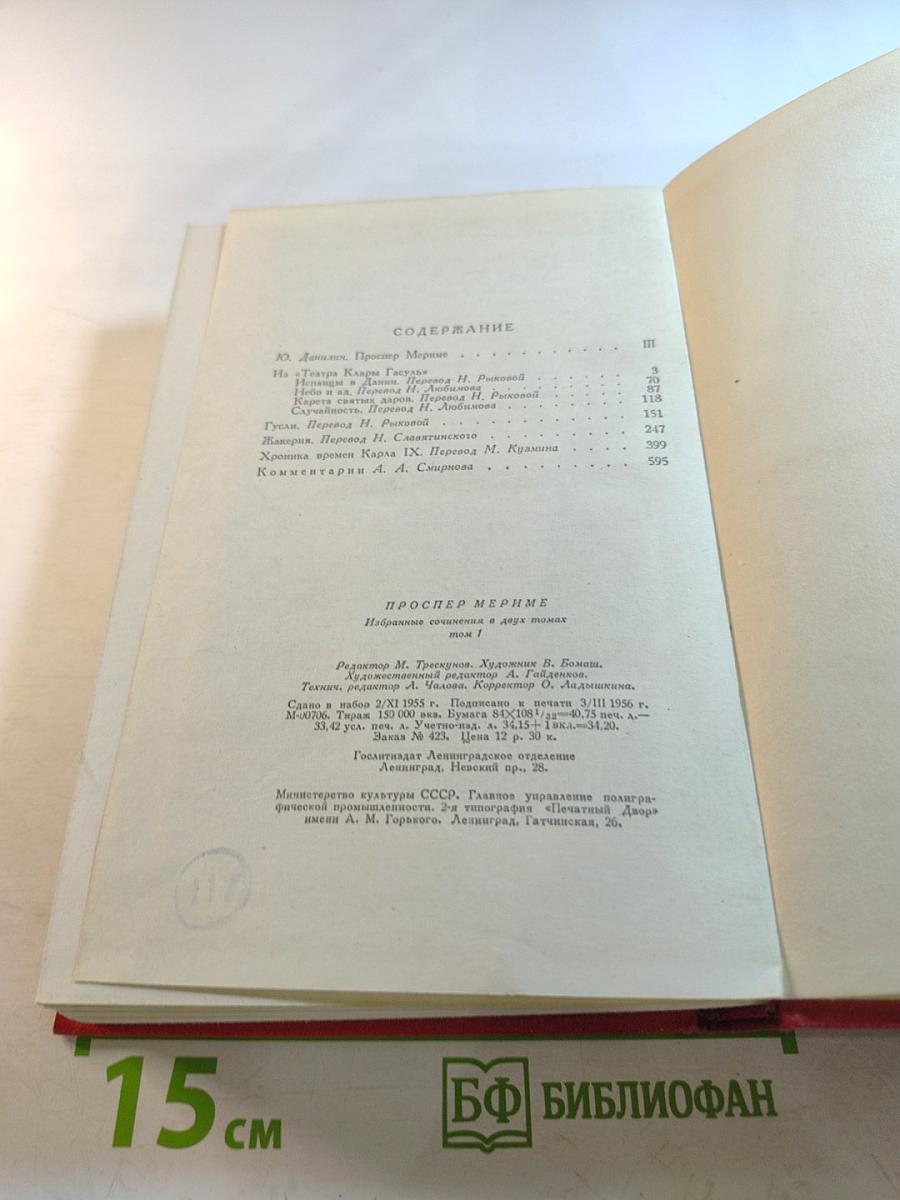 СОДЕРЖАНИЕ
Ю. Данилин. Проспер Мериме . . . . . . . . . . . III
Из «Театра Клары Гасуль»
Испанцы в Дании. Перевод Н. Рыковой . . . . . . 3
Небо и ад. Перевод Н. Любимова . . . . . . . . 70
Карета святых даров. Перевод Н. Рыковой . . . . . 87
Случайность. Перевод Н. Любимова . . . . . . . 118
Гусли. Перевод Н. Рыковой . . . . . . . . . . . 151
Жакерия. Перевод Н. Славятинского . . . . . . . . 247
Хроника времен Карла IX. Перевод М. Кузмина . . . . 399
Комментарии А. А. Смирнова . . . . . . . . . 595
ПРОСПЕР МЕРИМЕ
Избранные сочинения в двух томах
том I
Редактор М. Трескунов. Художник В. Бомаш.
Художественный редактор А. Гайденков.
Технич. редактор Л. Чалова. Корректор О. Ладышкина.
Сдано в набор 2/XI 1955 г. Подписано к печати 3/III 1956 г.
М-00706. Тираж 150 000 экз. Бумага 84×108 1/32=40,75 печ. л.—
33,42 усл. печ. л. Учетно-изд. л. 34,15+1 вкл.=34,20.
Заказ № 423. Цена 12 р. 30 к.
Гослитиздат Ленинградское отделение
Ленинград, Невский пр., 28.
Министерство культуры СССР. Главное управление полигра-
фической промышленности. 2-я типография «Печатный Двор»
имени А. М. Горького. Ленинград, Гатчинская, 26.
117
15 см
БФ БИБЛИОФАН